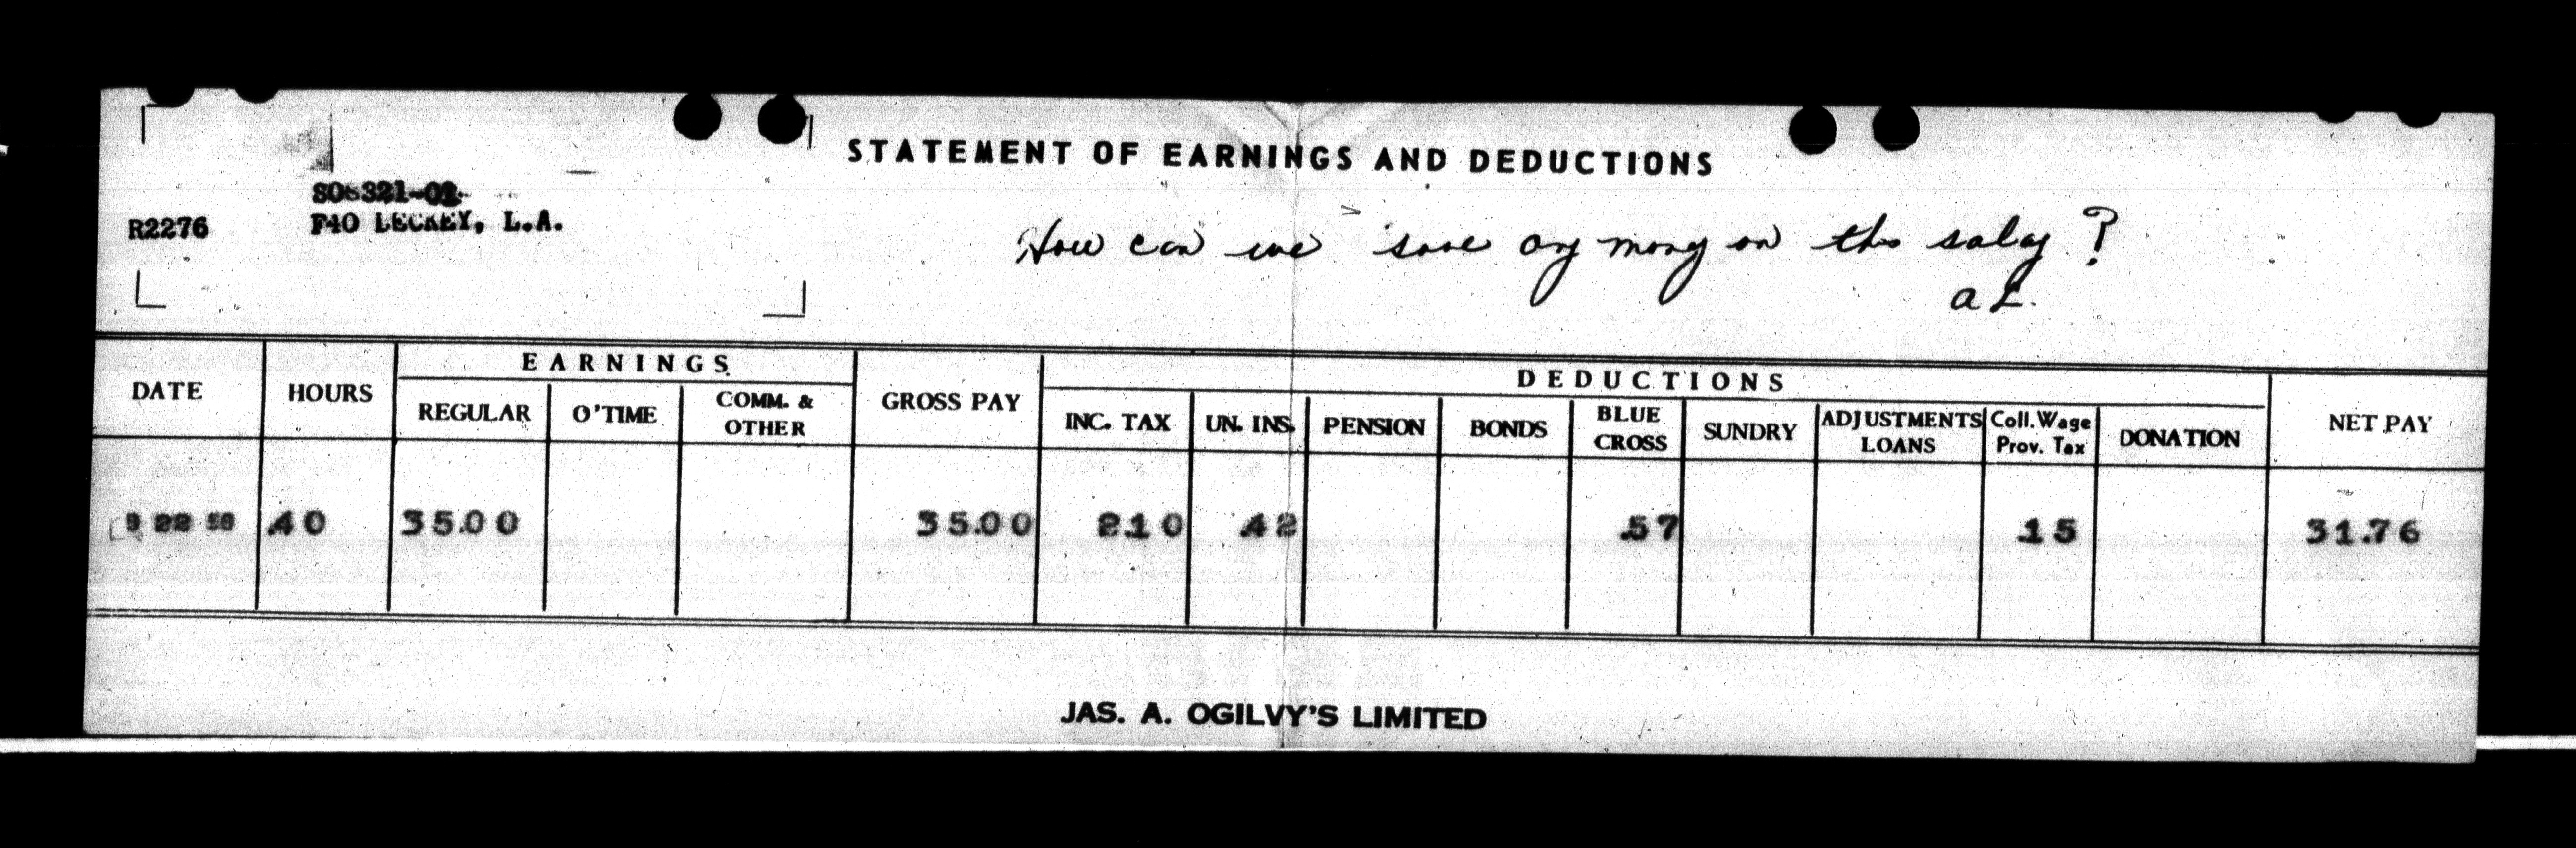 STATEMENT OF EARNINGS AND DEDUCTIONS
R2276
F40 LECKEY, L.A.
How can we save any money on this salary?
a L.
DATE
HOURS
EARNINGS
REGULAR
O'TIME
COMM. & OTHER
GROSS PAY
DEDUCTIONS
INC. TAX
UN. INS.
PENSION
BONDS
BLUE CROSS
SUNDRY
ADJUSTMENTS LOANS
Coll. Wage Prov. Tax
DONATION
NET PAY
.40 35.00 35.00 2.10 .42 .57 .15 31.76
JAS. A. OGILVY'S LIMITED